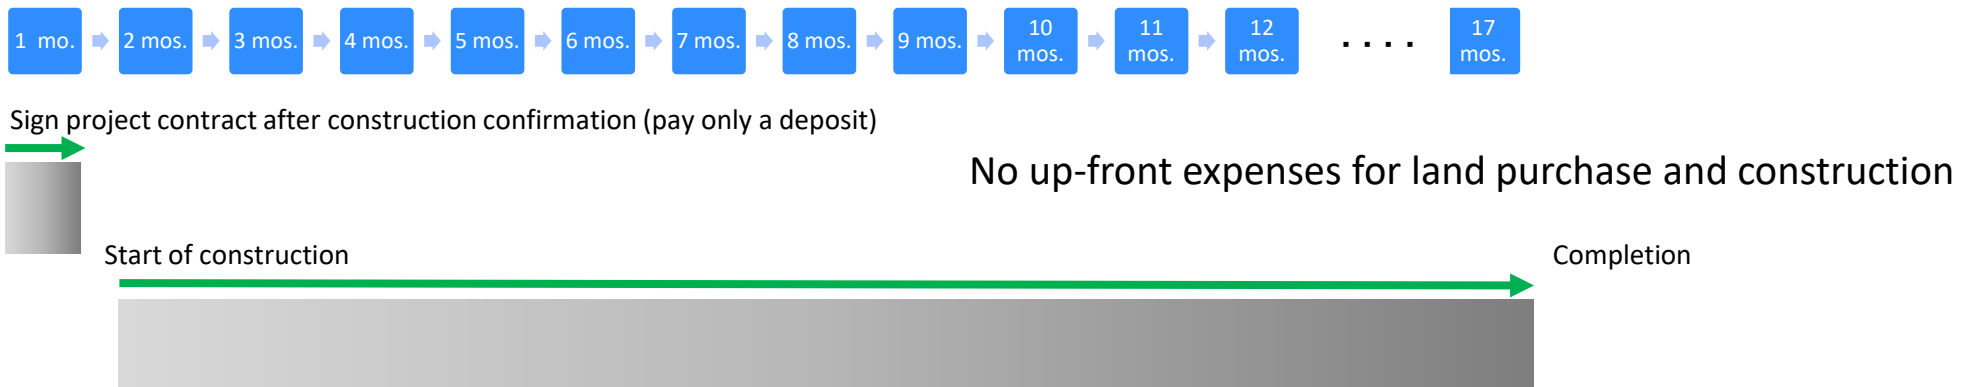 1 mo.
2 mos.
3 mos.
4 mos.
5 mos.
6 mos.
7 mos.
8 mos.
9 mos.
10
mos.
11
mos.
12
mos.
. . . .
17
mos.
Sign project contract after construction confirmation (pay only a deposit)
No up-front expenses for land purchase and construction
Start of construction
Completion